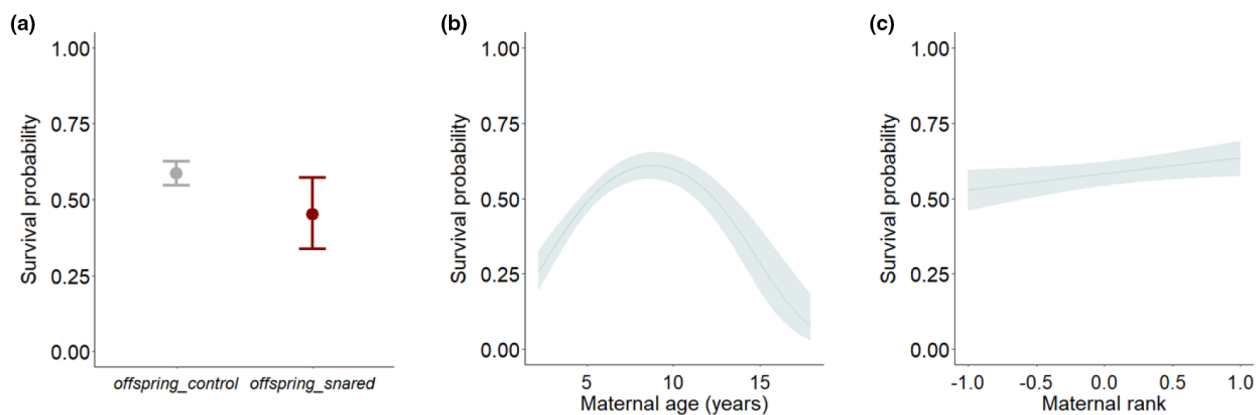 (a)
Survival probability
1.00
0.75
0.50
0.25
0.00
offspring_control offspring_snared
(b)
Survival probability
1.00
0.75
0.50
0.25
0.00
5 10 15
Maternal age (years)
(c)
Survival probability
1.00
0.75
0.50
0.25
0.00
-1.0 -0.5 0.0 0.5 1.0
Maternal rank